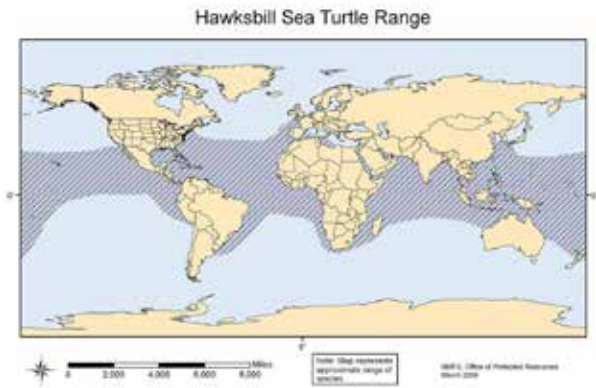 Hawksbill Sea Turtle Range
0°
0°
0°
Miles
0 2,000 4,000 6,000 8,000
Note: Map represents
approximate range of
species.
NMFS, Office of Protected Resources
March 2009